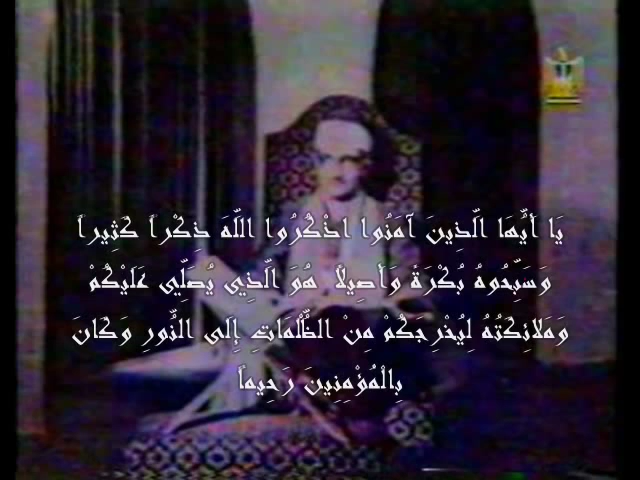 يَا أَيُّهَا الَّذِينَ آمَنُوا اذْكُرُوا اللَّهَ ذِكْراً كَثِيراً
وَسَبِّحُوهُ بُكْرَةً وَأَصِيلاً هُوَ الَّذِي يُصَلِّي عَلَيْكُمْ
وَمَلَائِكَتُهُ لِيُخْرِجَكُمْ مِنْ الظُّلُمَاتِ إِلَى النُّورِ وَكَانَ
بِالْمُؤْمِنِينَ رَحِيماً